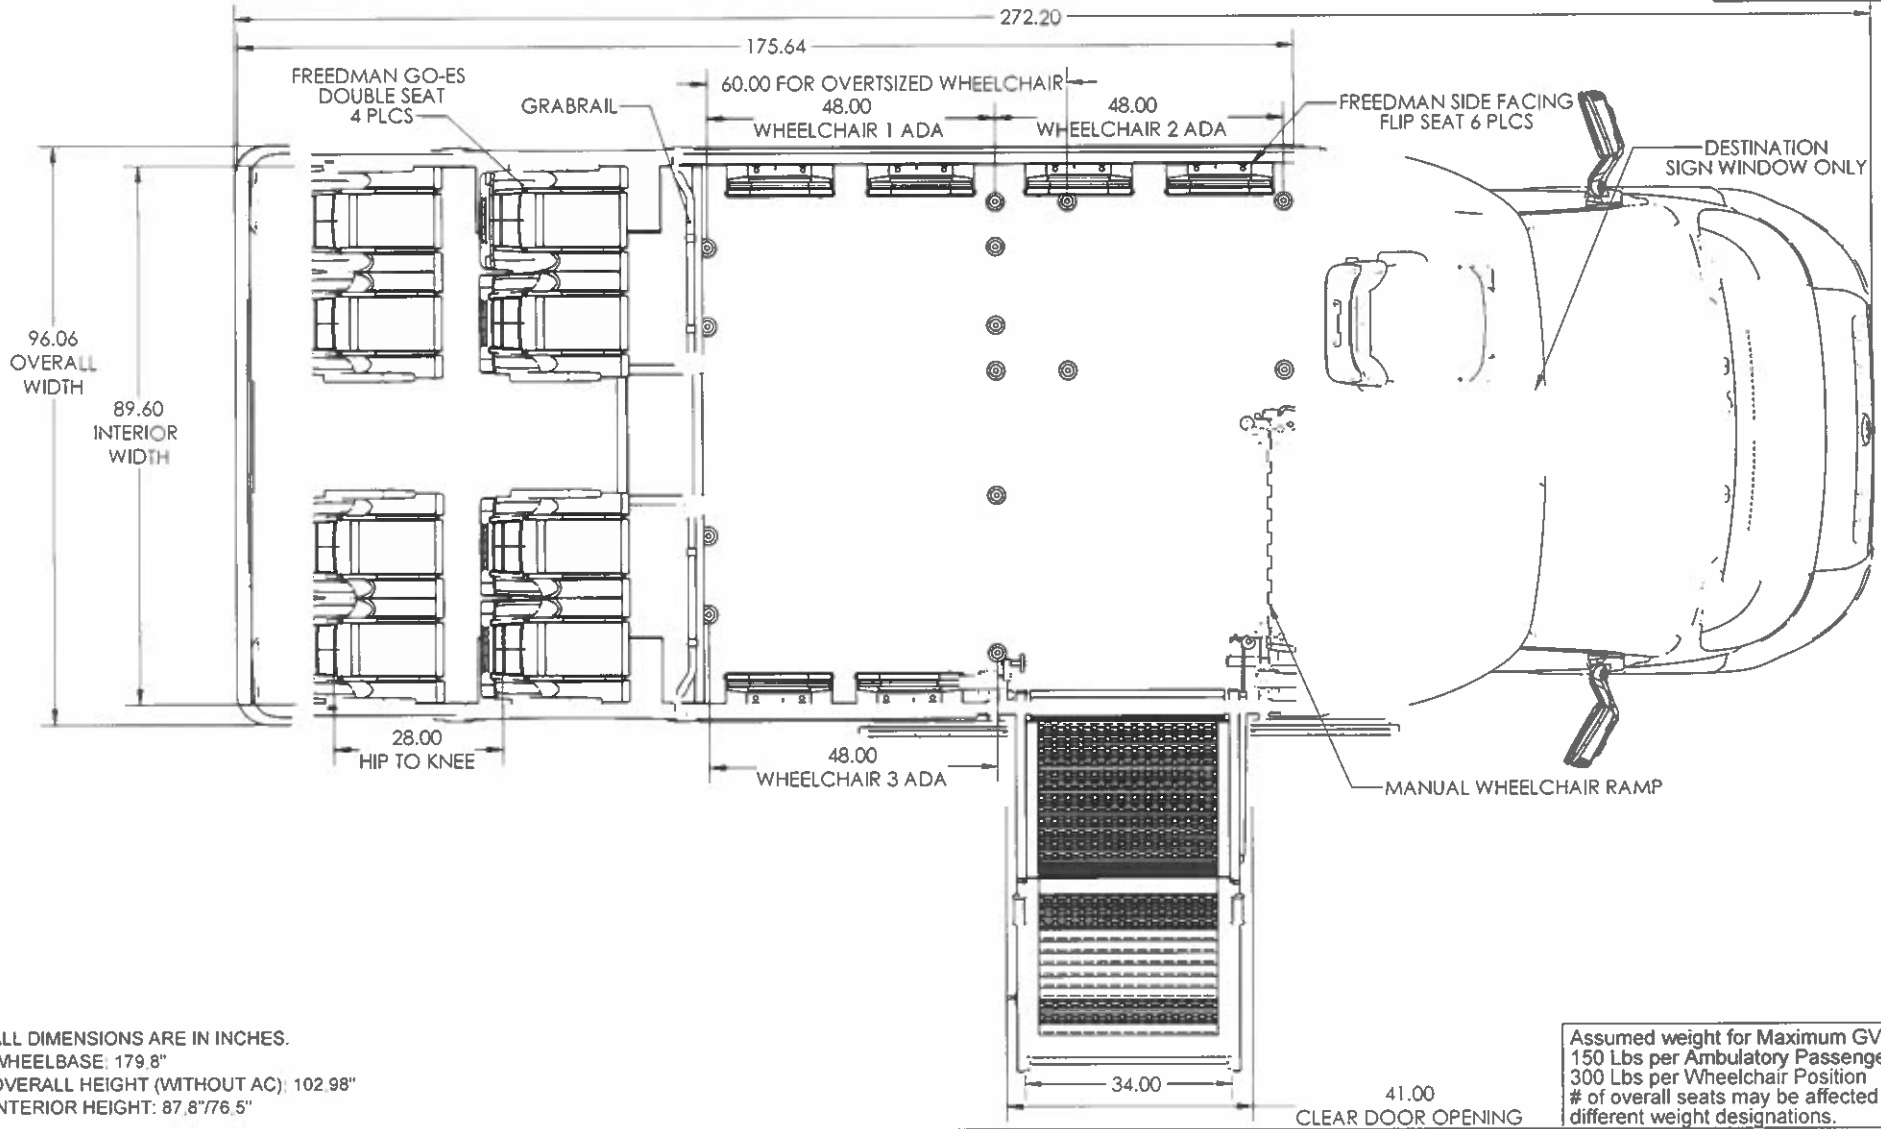 272.20
175.64
FREEDMAN GO-ES
DOUBLE SEAT
4 PLCS
GRABRAIL
60.00 FOR OVERTSIZED WHEELCHAIR
48.00
WHEELCHAIR 1 ADA
48.00
WHEELCHAIR 2 ADA
FREEDMAN SIDE FACING
FLIP SEAT 6 PLCS
DESTINATION
SIGN WINDOW ONLY
96.06
OVERALL
WIDTH
89.60
INTERIOR
WIDTH
28.00
HIP TO KNEE
48.00
WHEELCHAIR 3 ADA
MANUAL WHEELCHAIR RAMP
34.00
41.00
CLEAR DOOR OPENING
ALL DIMENSIONS ARE IN INCHES.
WHEELBASE: 179.8"
OVERALL HEIGHT (WITHOUT AC): 102.98"
INTERIOR HEIGHT: 87.8"/76.5"
Assumed weight for Maximum GV
150 Lbs per Ambulatory Passenge
300 Lbs per Wheelchair Position
# of overall seats may be affected
different weight designations.